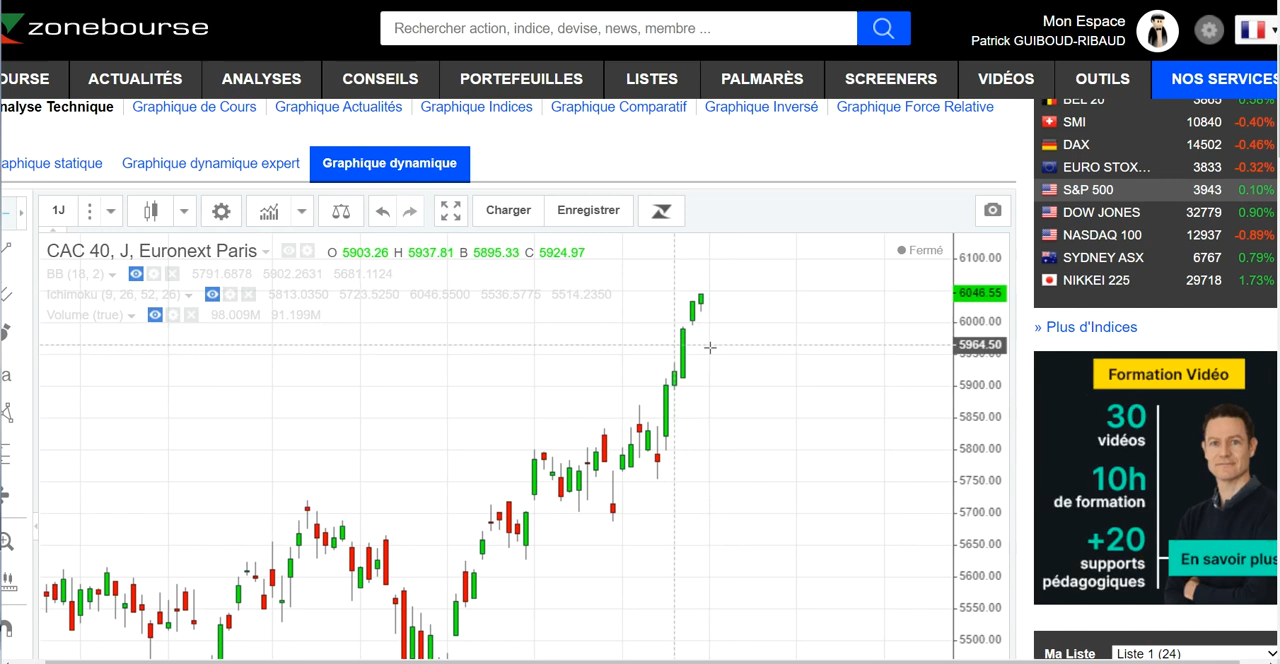 zonebourse
Rechercher action, indice, devise, news, membre ...
Mon Espace
Patrick GUIBOUD-RIBAUD
OURSE ACTUALITÉS ANALYSES CONSEILS PORTEFEUILLES LISTES PALMARÈS SCREENERS VIDÉOS OUTILS NOS SERVICES
nalyse Technique Graphique de Cours Graphique Actualités Graphique Indices Graphique Comparatif Graphique Inversé Graphique Force Relative
aphique statique Graphique dynamique expert Graphique dynamique
1J Charger Enregistrer
CAC 40, J, Euronext Paris O 5903.26 H 5937.81 B 5895.33 C 5924.97
Fermé
BB (18, 2) 5791.6878 5902.2631 5681.1124
Ichimoku (9, 26, 52, 26) 5813.0350 5723.5250 6046.5500 5536.5775 5514.2350
Volume (true) 98.009M 91.199M
6100.00
6046.55
6000.00
5964.50
5950.00
5900.00
5850.00
5800.00
5750.00
5700.00
5650.00
5600.00
5550.00
5500.00
a
BEL 20 3865 0.58%
SMI 10840 -0.40%
DAX 14502 -0.46%
EURO STOX... 3833 -0.32%
S&P 500 3943 0.10%
DOW JONES 32779 0.90%
NASDAQ 100 12937 -0.89%
SYDNEY ASX 6767 0.79%
NIKKEI 225 29718 1.73%
» Plus d'Indices
Formation Vidéo
30
vidéos
10h
de formation
+20
supports
pédagogiques
En savoir plus
Ma Liste Liste 1 (24)